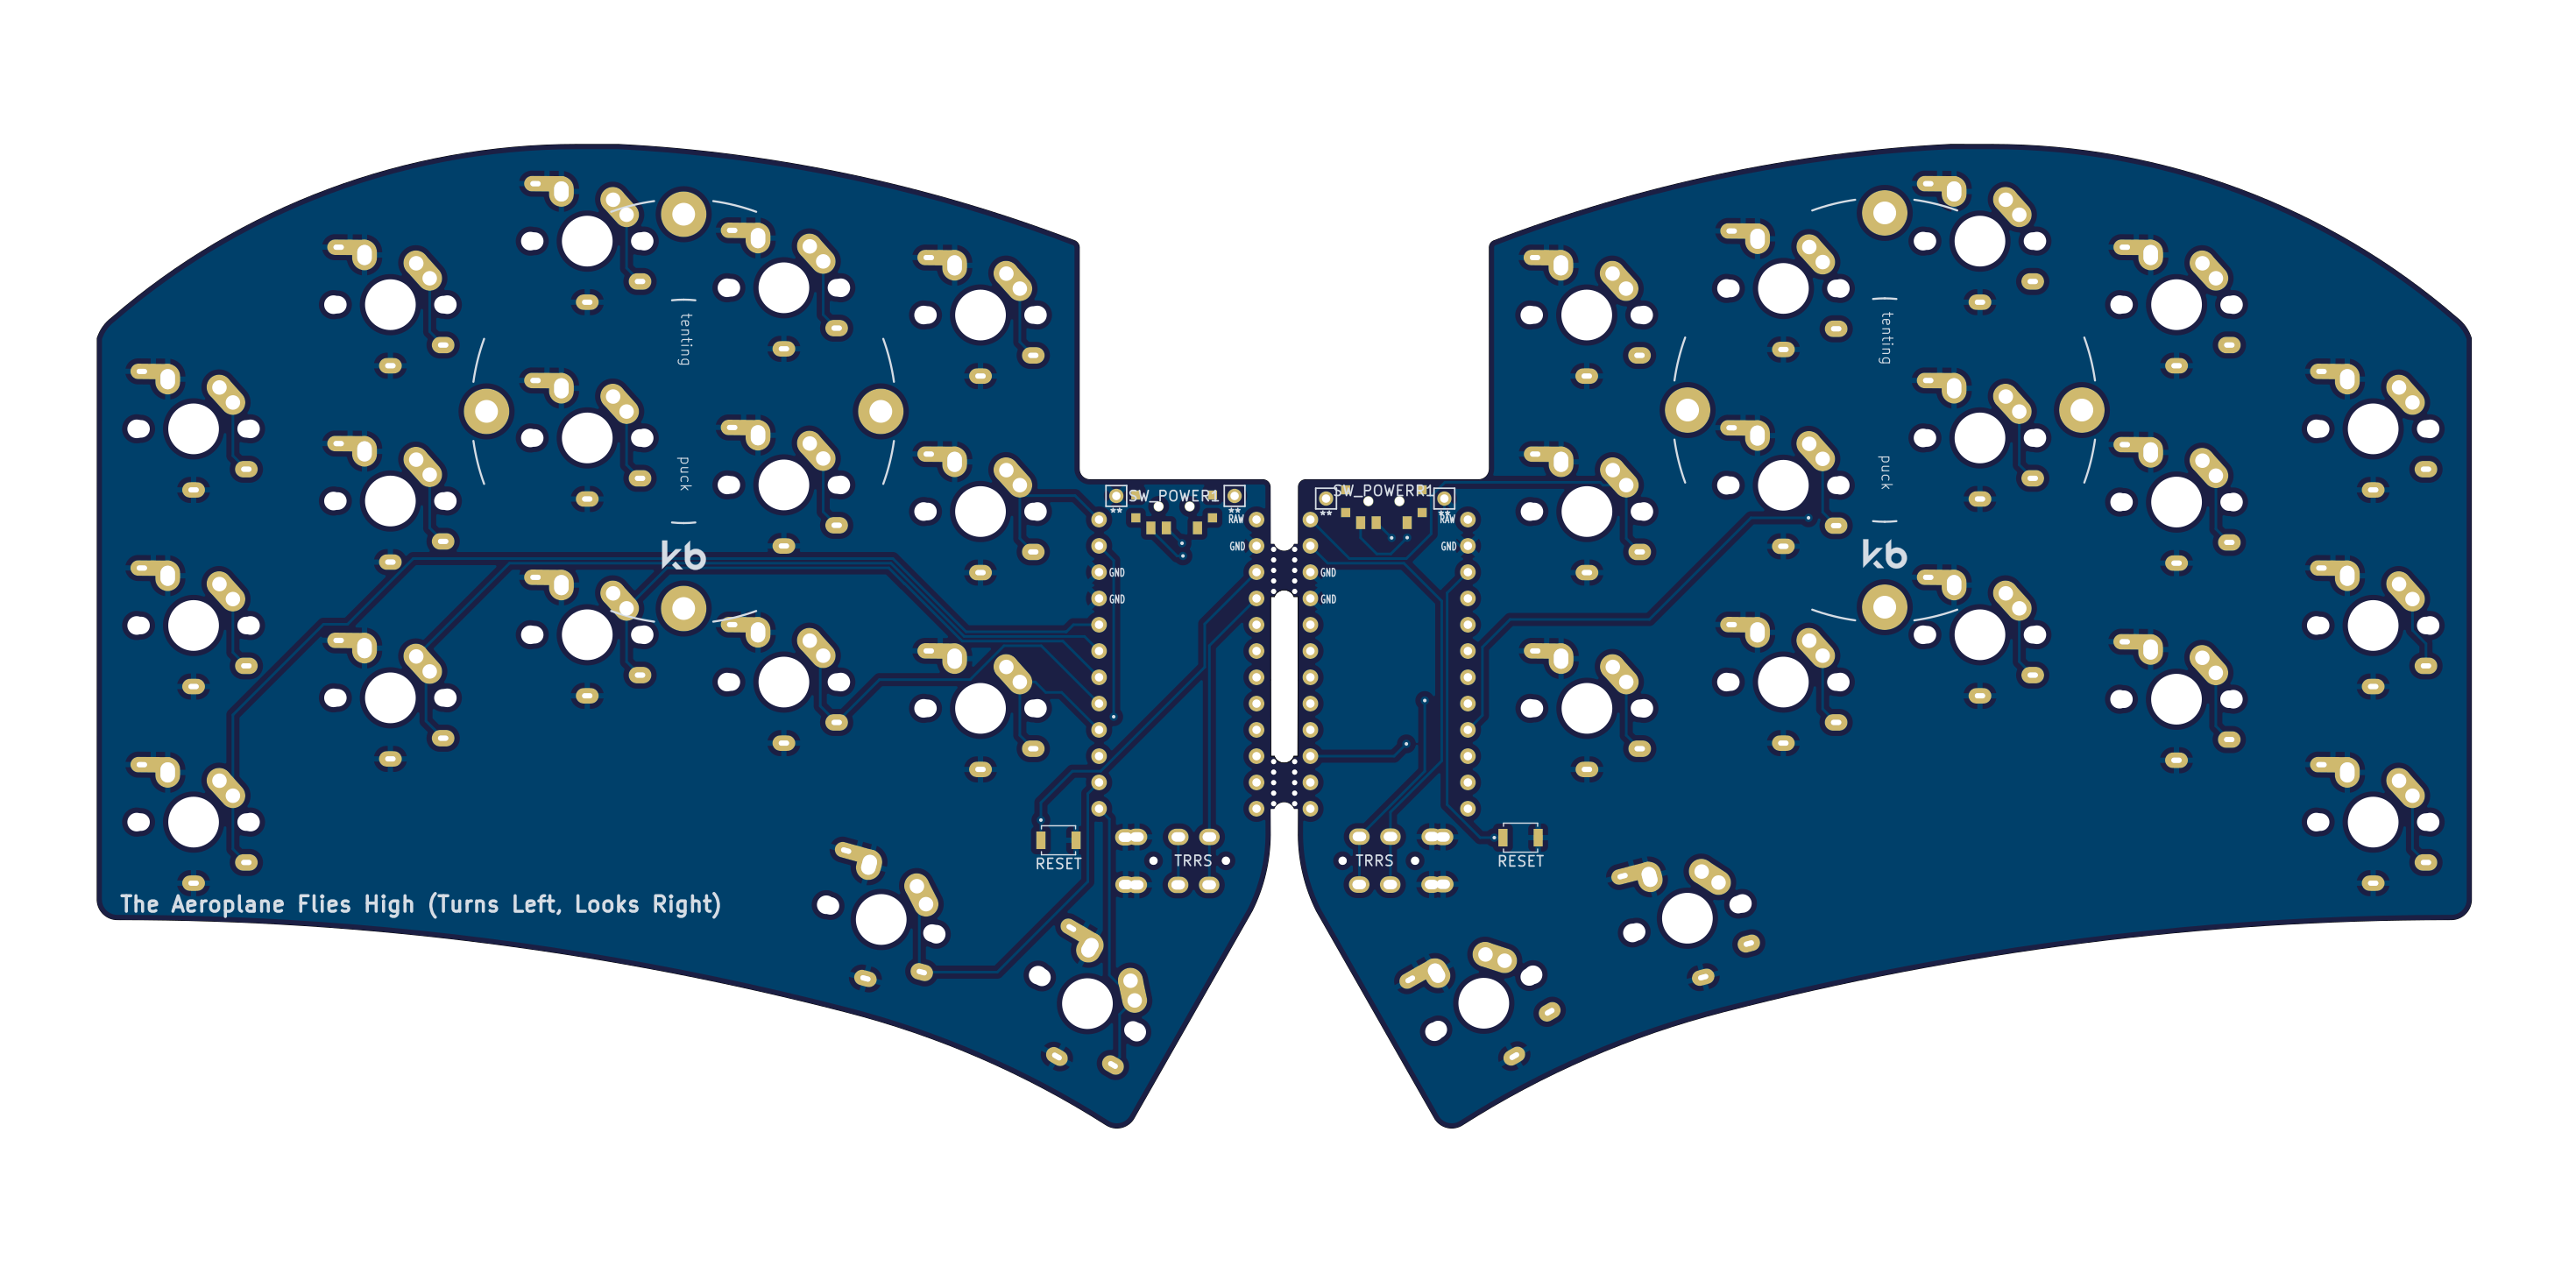 tenting
puck
kb
SW_POWER1
**
**
RAW
GND
GND
GND
RESET
TRRS
The Aeroplane Flies High (Turns Left, Looks Right)
SW_POWERR1
**
**
RAW
GND
GND
GND
TRRS
RESET
tenting
puck
kb